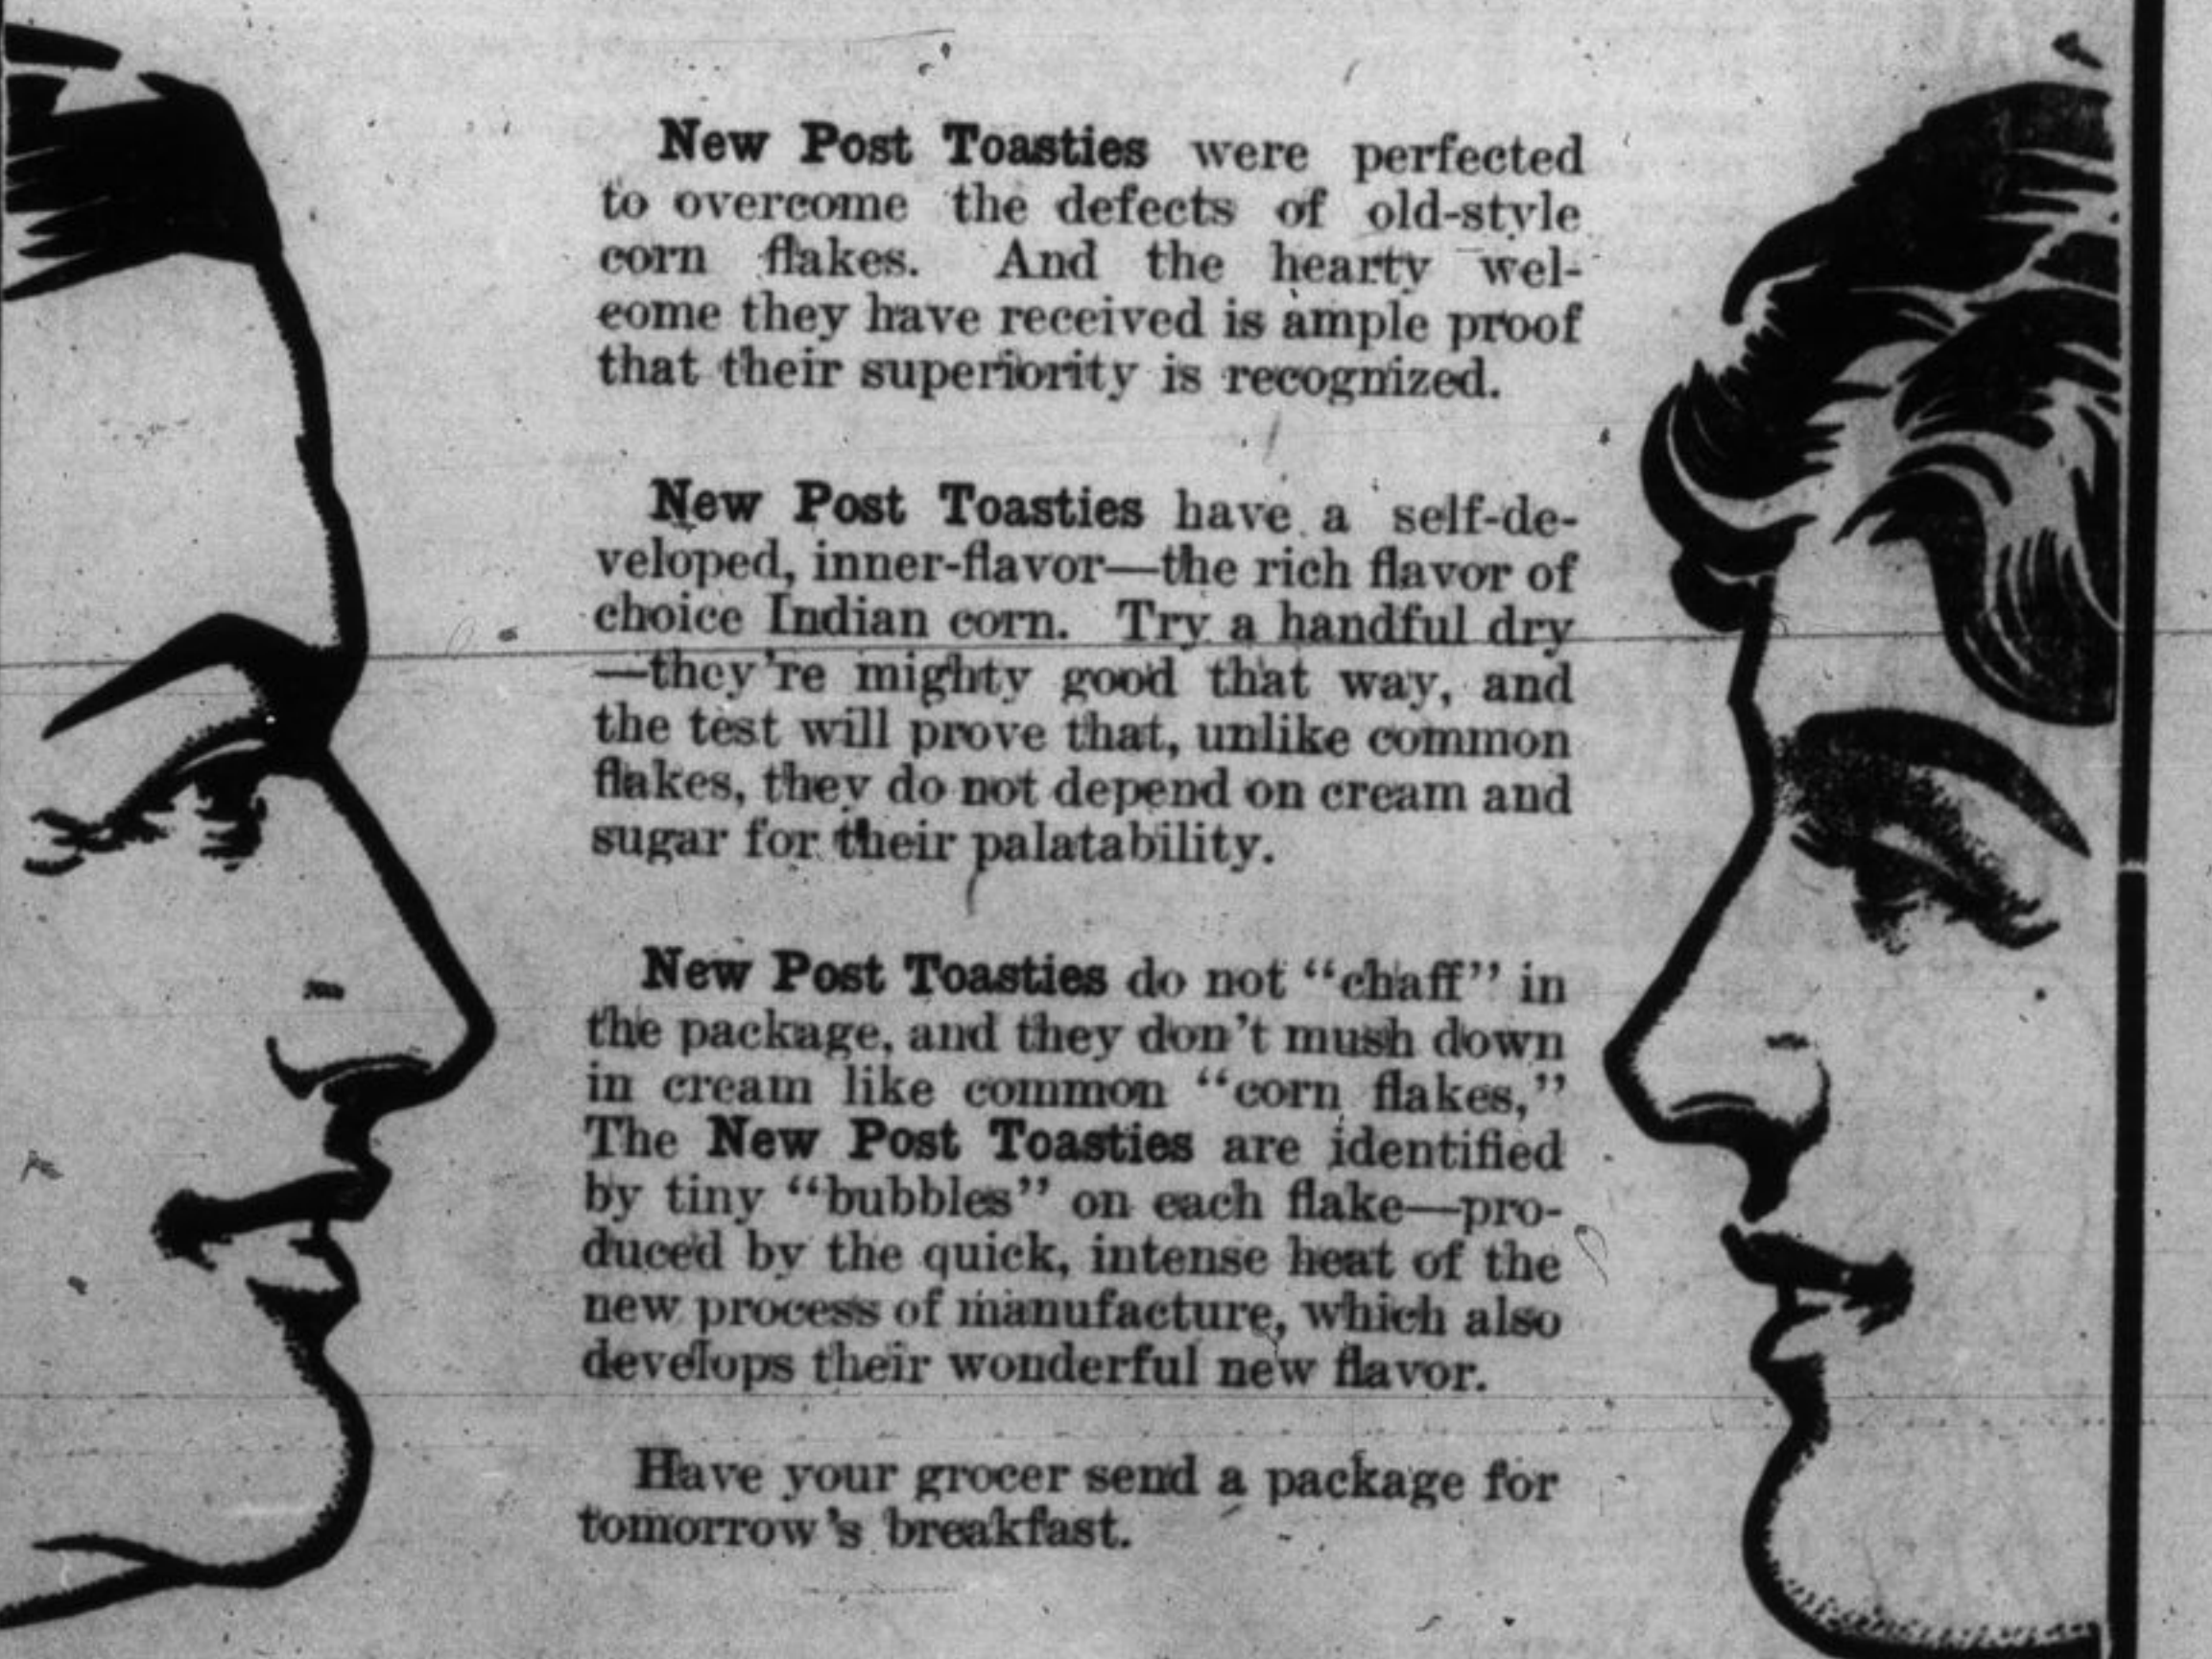 New Post Toasties were perfected
to overcome the defects of old-style
corn flakes. And the hearty wel-
come they have received is ample proof
that their superiority is recognized.
New Post Toasties have a self-de-
veloped, inner-flavor—the rich flavor of
choice Indian corn. Try a handful dry
—they're mighty good that way, and
the test will prove that, unlike common
flakes, they do not depend on cream and
sugar for their palatability.
New Post Toasties do not "chaff" in
the package, and they don't mush down
in cream like common "corn flakes,"
The New Post Toasties are identified
by tiny "bubbles" on each flake—pro-
duced by the quick, intense heat of the
new process of manufacture, which also
develops their wonderful new flavor.
Have your grocer send a package for
tomorrow's breakfast.